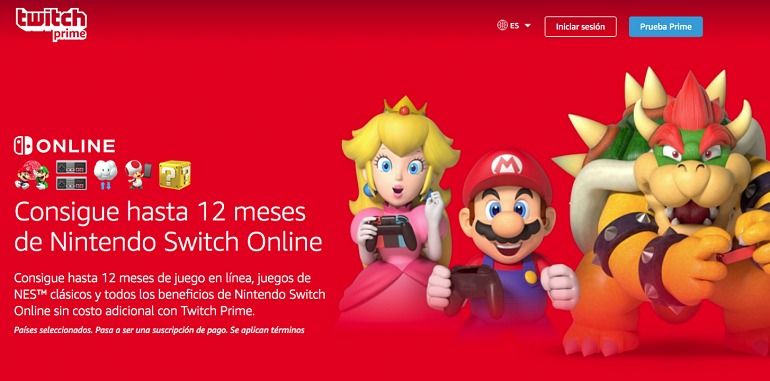 twitch
prime
ES
Iniciar sesión
Prueba Prime
ONLINE
Consigue hasta 12 meses
de Nintendo Switch Online
Consigue hasta 12 meses de juego en línea, juegos de
NES™ clásicos y todos los beneficios de Nintendo Switch
Online sin costo adicional con Twitch Prime.
Países seleccionados. Pasa a ser una suscripción de pago. Se aplican términos
M